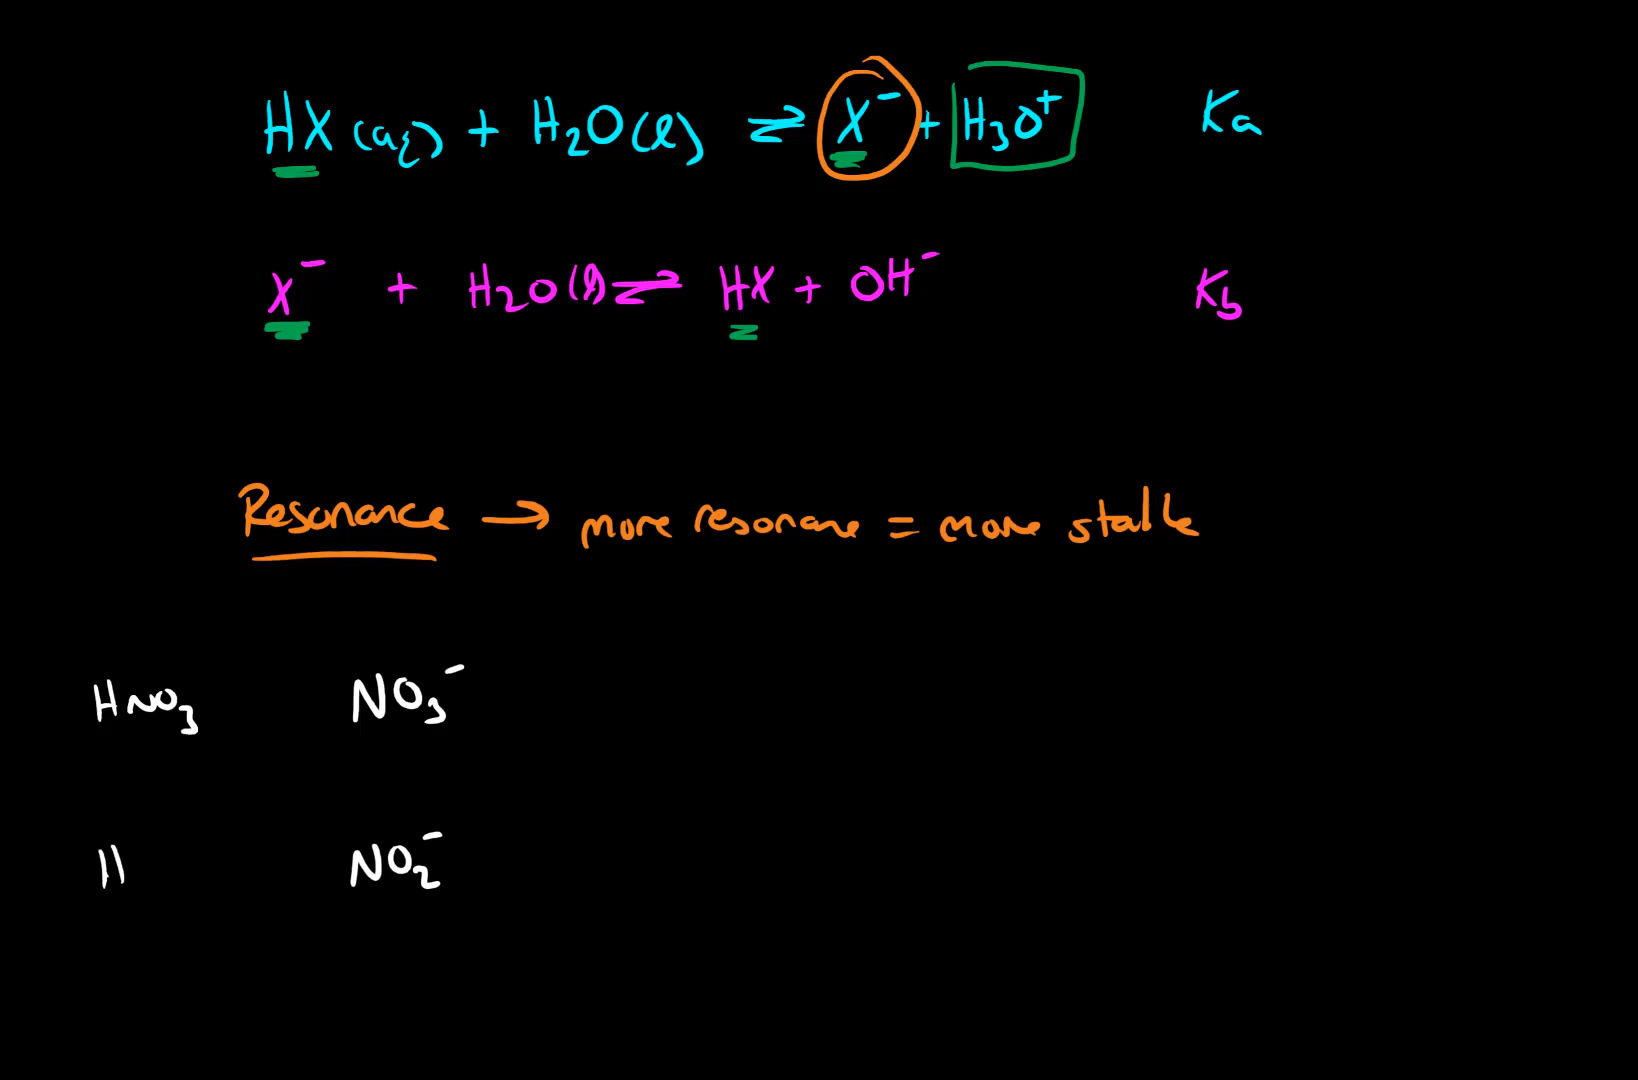 HX(aq) + H₂O(l) ⇌ X⁻ + H₃O⁺ Ka
X⁻ + H₂O(l) ⇌ HX + OH⁻ Kb
Resonance → more resonance = more stable
HNO₃ NO₃⁻
NO₂⁻